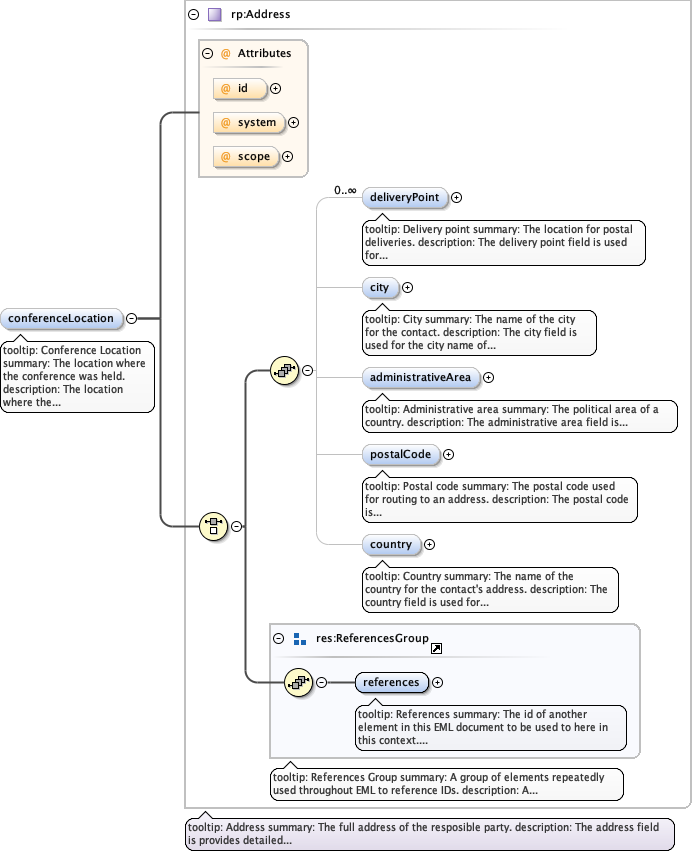 rp:Address
Attributes
@ id
@ system
@ scope
0..∞
deliveryPoint
tooltip: Delivery point summary: The location for postal
deliveries. description: The delivery point field is used
for...
city
tooltip: City summary: The name of the city
for the contact. description: The city field is
used for the city name of...
conferenceLocation
tooltip: Conference Location
summary: The location where
the conference was held.
description: The location
where the...
administrativeArea
tooltip: Administrative area summary: The political area of a
country. description: The administrative area field is...
postalCode
tooltip: Postal code summary: The postal code used
for routing to an address. description: The postal code
is...
country
tooltip: Country summary: The name of the
country for the contact's address. description: The
country field is used for...
res:ReferencesGroup
references
tooltip: References summary: The id of another
element in this EML document to be used to here in
this context....
tooltip: References Group summary: A group of elements repeatedly
used throughout EML to reference IDs. description: A...
tooltip: Address summary: The full address of the resposible party. description: The address field
is provides detailed...